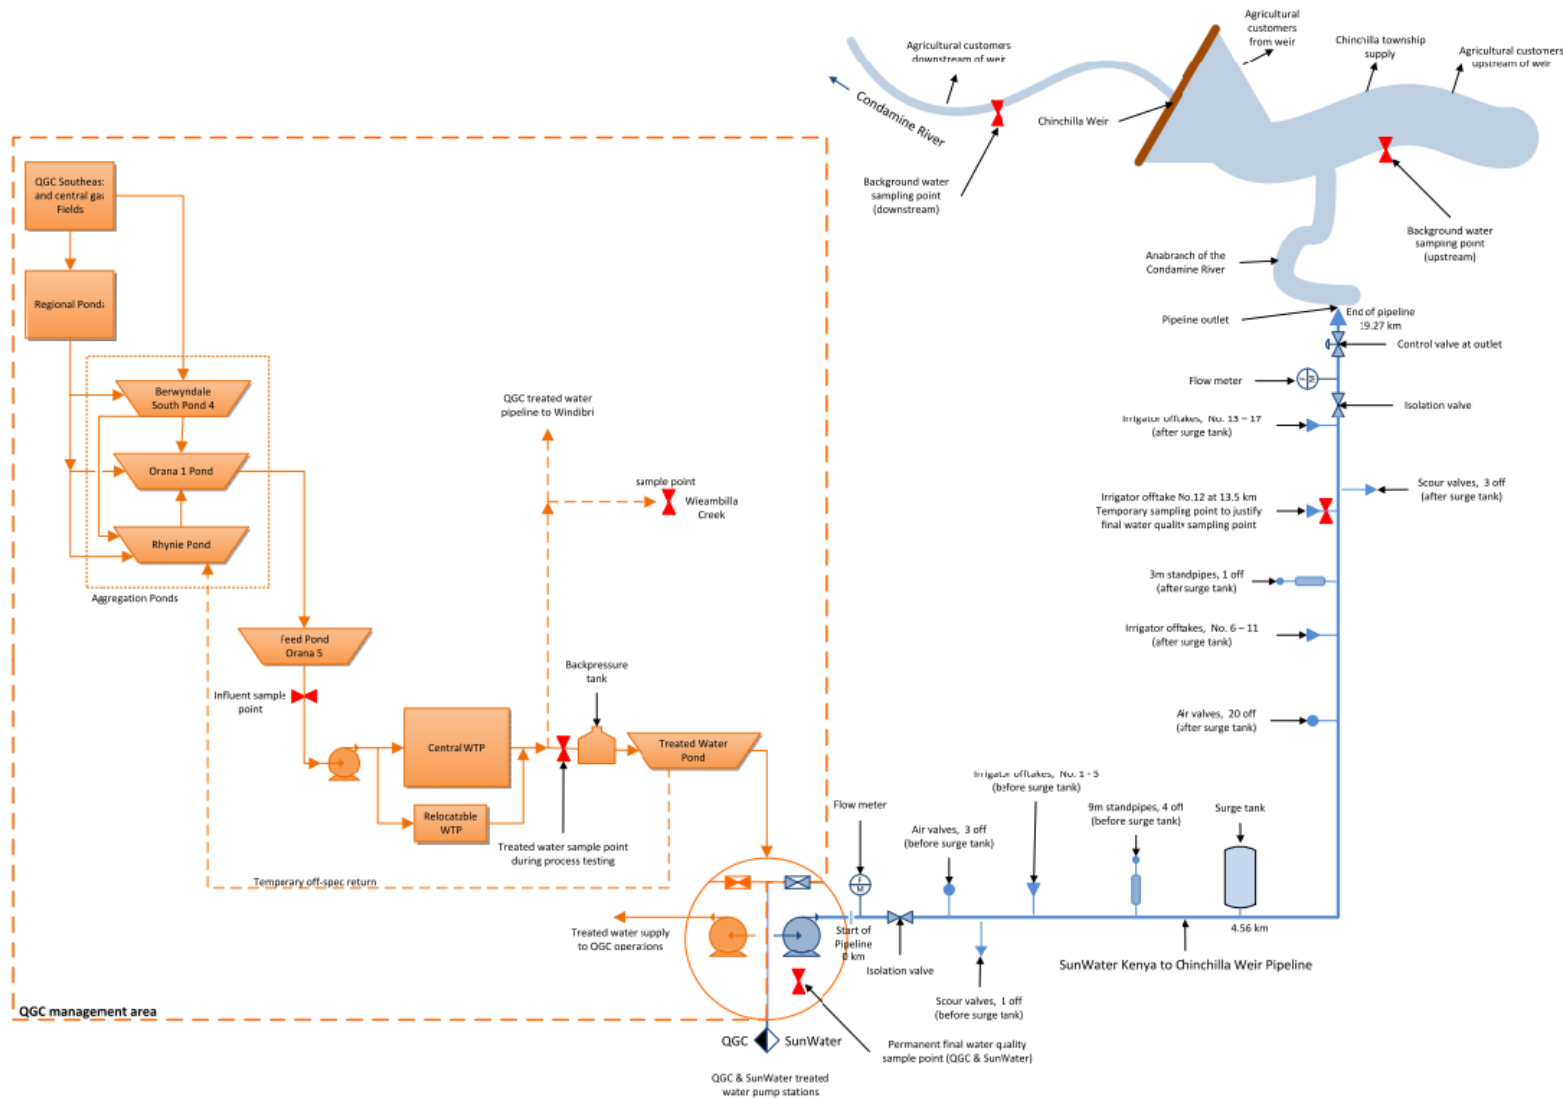 Agricultural
customers
from weir
Agricultural customers
downstream of weir
Chinchilla township
supply
Agricultural customers
upstream of weir
Condamine River
Chinchilla Weir
Background water
sampling point
(downstream)
Background water
sampling point
(upstream)
Anabranch of the
Condamine River
Pipeline outlet
End of pipeline
19.27 km
Control valve at outlet
Flow meter
F
M
Isolation valve
Irrigator offtakes, No. 13 – 17
(after surge tank)
Scour valves, 3 off
(after surge tank)
Irrigator offtake No.12 at 13.5 km
Temporary sampling point to justify
final water quality sampling point
3m standpipes, 1 off
(after surge tank)
Irrigator offtakes, No. 6 – 11
(after surge tank)
Air valves, 20 off
(after surge tank)
QGC Southeast
and central gas
Fields
Regional Ponds
Berwyndale
South Pond 4
Orana 1 Pond
Rhynie Pond
Aggregation Ponds
QGC treated water
pipeline to Windibri
sample point
Wieambilla
Creek
Feed Pond
Orana 5
Influent sample
point
Backpressure
tank
Central WTP
Treated Water
Pond
Relocatable
WTP
Treated water sample point
during process testing
Temporary off-spec return
Treated water supply
to QGC operations
Flow meter
F
M
Air valves, 3 off
(before surge tank)
Irrigator offtakes, No. 1 - 5
(before surge tank)
9m standpipes, 4 off
(before surge tank)
Surge tank
4.56 km
Start of
Pipeline
0 km
Isolation valve
SunWater Kenya to Chinchilla Weir Pipeline
Scour valves, 1 off
(before surge tank)
QGC management area
QGC
SunWater
Permanent final water quality
sample point (QGC & SunWater)
QGC & SunWater treated
water pump stations